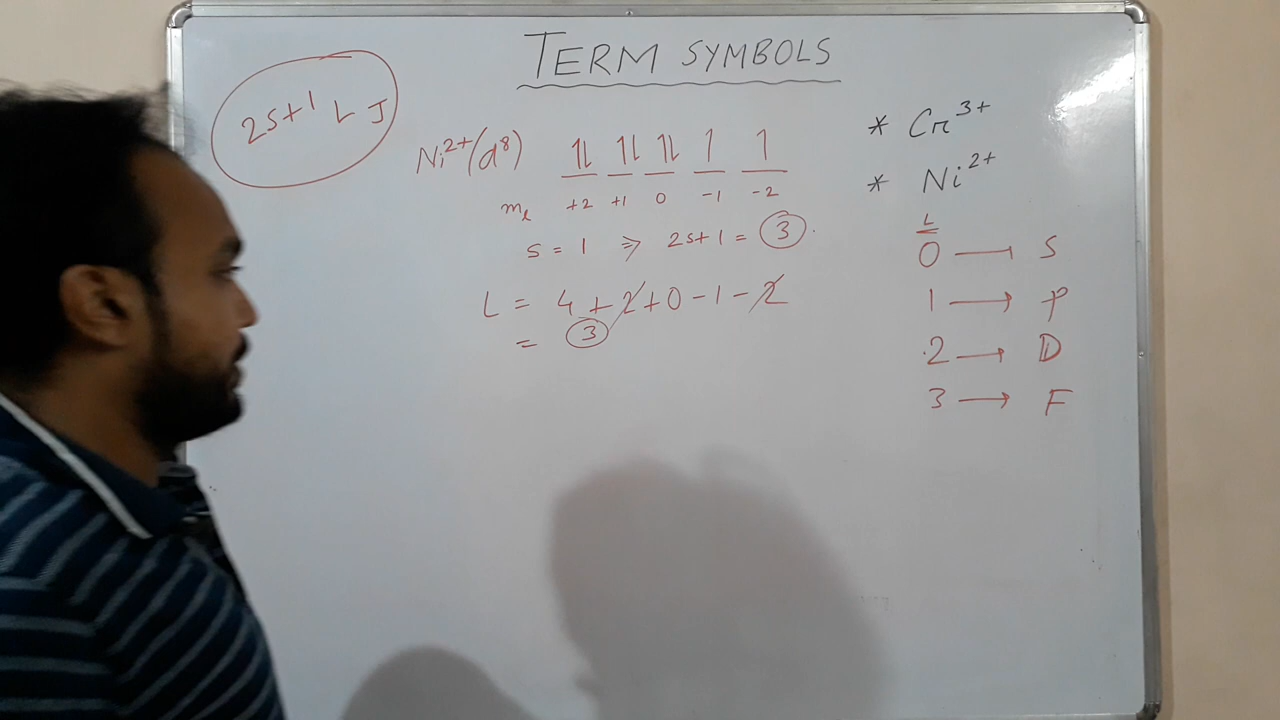 TERM SYMBOLS
2s+1 L J
Ni²⁺(d⁸) 1L 1L 1L 1 1
mₗ +2 +1 0 -1 -2
s = 1 ⇒ 2s+1 = 3
L = 4+2+0-1-2
= 3
* Cr³⁺
* Ni²⁺
L
0 → S
1 → P
2 → D
3 → F